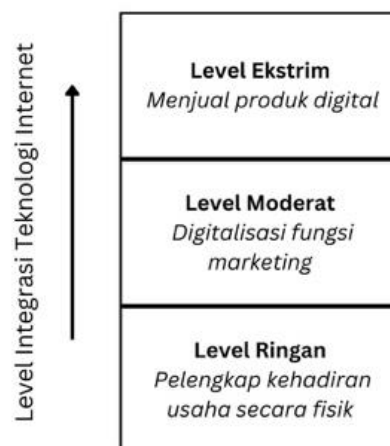 Level Integrasi Teknologi Internet
Level Ekstrim
Menjual produk digital
Level Moderat
Digitalisasi fungsi
marketing
Level Ringan
Pelengkap kehadiran
usaha secara fisik